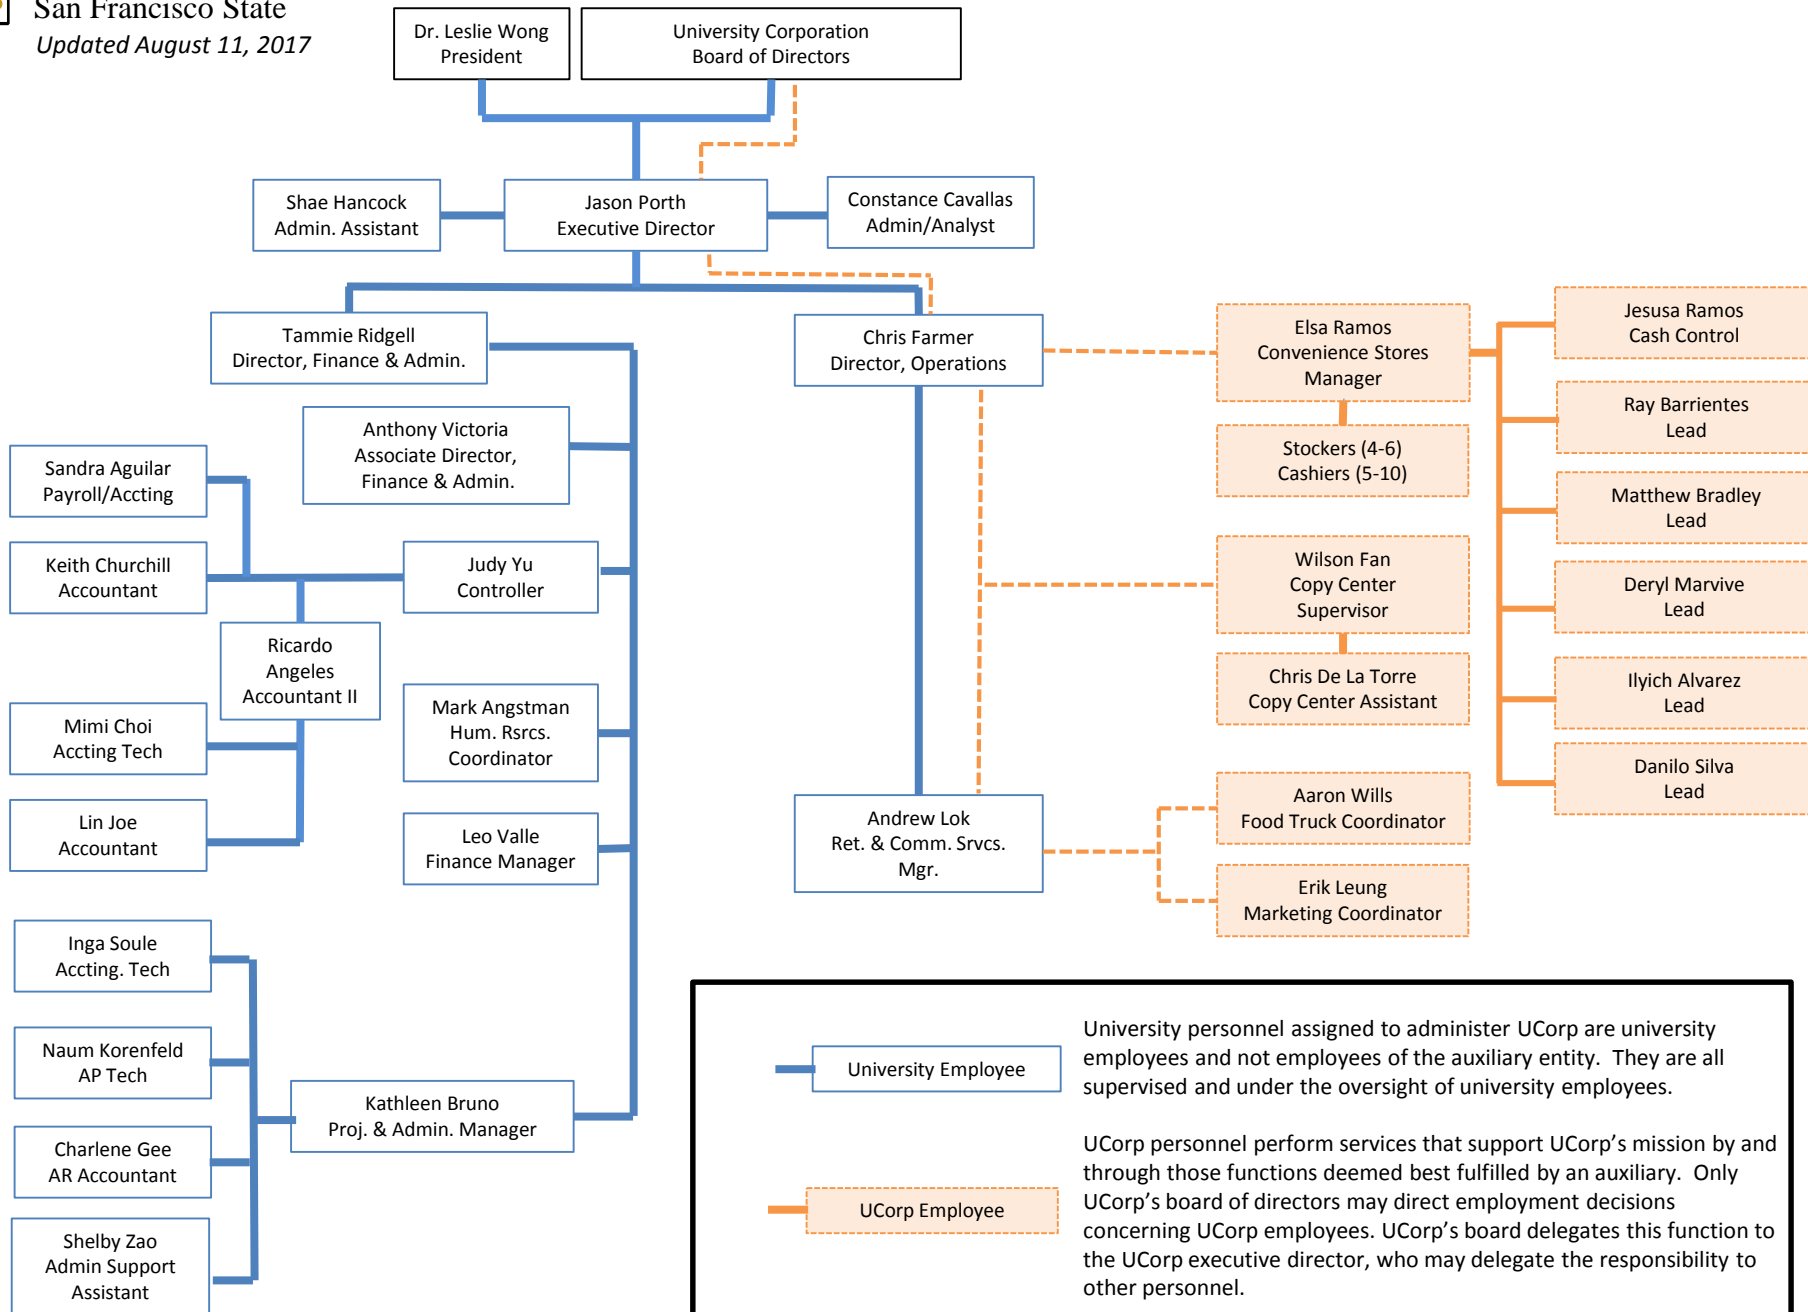 San Francisco State
Updated August 11, 2017
Dr. Leslie Wong
President
University Corporation
Board of Directors
Shae Hancock
Admin. Assistant
Jason Porth
Executive Director
Constance Cavallas
Admin/Analyst
Tammie Ridgell
Director, Finance & Admin.
Chris Farmer
Director, Operations
Elsa Ramos
Convenience Stores
Manager
Jesusa Ramos
Cash Control
Ray Barrientes
Lead
Anthony Victoria
Associate Director,
Finance & Admin.
Stockers (4-6)
Cashiers (5-10)
Sandra Aguilar
Payroll/Accting
Matthew Bradley
Lead
Keith Churchill
Accountant
Judy Yu
Controller
Wilson Fan
Copy Center
Supervisor
Deryl Marvive
Lead
Ricardo
Angeles
Accountant II
Chris De La Torre
Copy Center Assistant
Ilyich Alvarez
Lead
Mark Angstman
Hum. Rsrcs.
Coordinator
Mimi Choi
Accting Tech
Danilo Silva
Lead
Aaron Wills
Food Truck Coordinator
Lin Joe
Accountant
Leo Valle
Finance Manager
Andrew Lok
Ret. & Comm. Srvcs.
Mgr.
Erik Leung
Marketing Coordinator
Inga Soule
Accting. Tech
Naum Korenfeld
AP Tech
Kathleen Bruno
Proj. & Admin. Manager
Charlene Gee
AR Accountant
Shelby Zao
Admin Support
Assistant
University Employee
University personnel assigned to administer UCorp are university
employees and not employees of the auxiliary entity.  They are all
supervised and under the oversight of university employees.
UCorp Employee
UCorp personnel perform services that support UCorp’s mission by and
through those functions deemed best fulfilled by an auxiliary.  Only
UCorp’s board of directors may direct employment decisions
concerning UCorp employees. UCorp’s board delegates this function to
the UCorp executive director, who may delegate the responsibility to
other personnel.